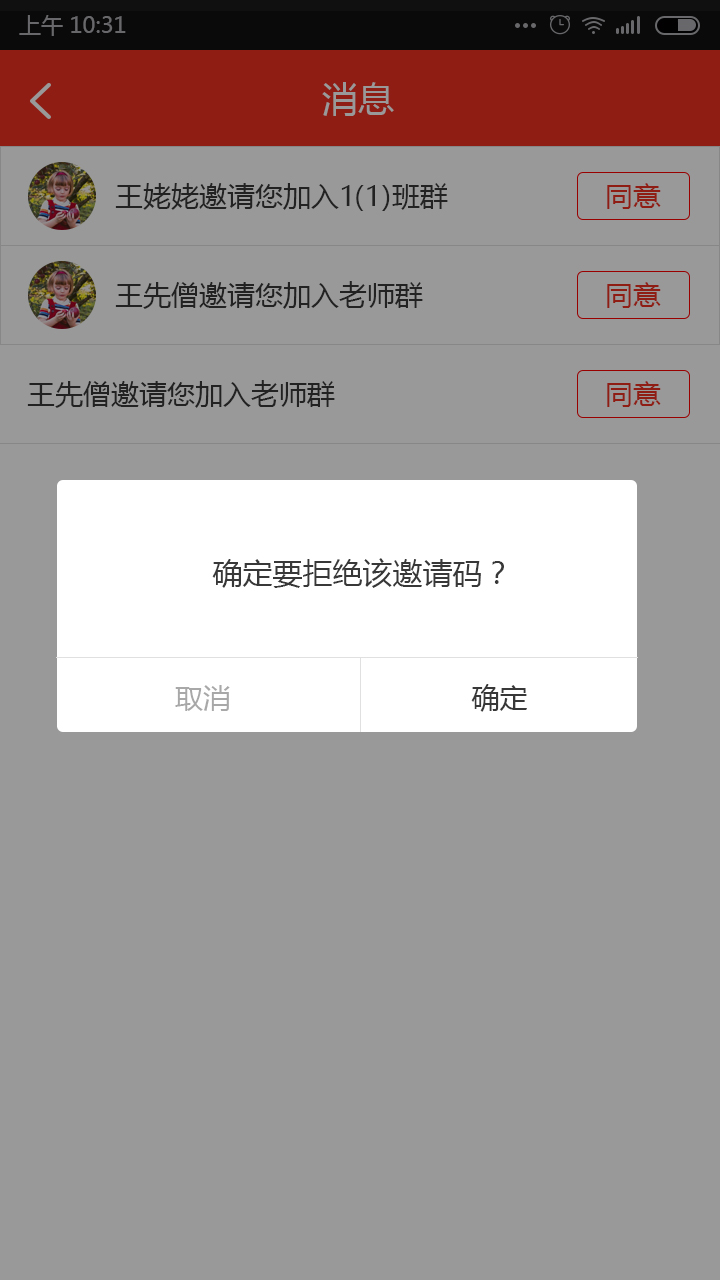 上午 10:31
消息
王姥姥邀请您加入1(1)班群
同意
王先僧邀请您加入老师群
同意
王先僧邀请您加入老师群
同意
确定要拒绝该邀请码？
取消
确定